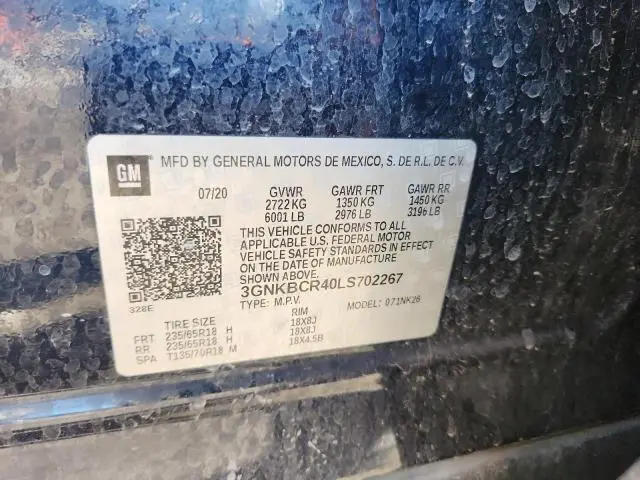 GM
MFD BY GENERAL MOTORS DE MEXICO, S. DE R.L. DE C.V.
07/20 GVWR GAWR FRT GAWR RR
2722 KG 1350 KG 1450 KG
6001 LB 2976 LB 3196 LB
THIS VEHICLE CONFORMS TO ALL
APPLICABLE U.S. FEDERAL MOTOR
VEHICLE SAFETY STANDARDS IN EFFECT
ON THE DATE OF MANUFACTURE
SHOWN ABOVE.
3GNKBCR40LS702267
328E
TYPE: M.P.V. MODEL: 071NK26
TIRE SIZE RIM
FRT 235/65R18 H 18X8J
RR 235/65R18 H 18X8J
SPA T135/70R18 M 18X4.5B